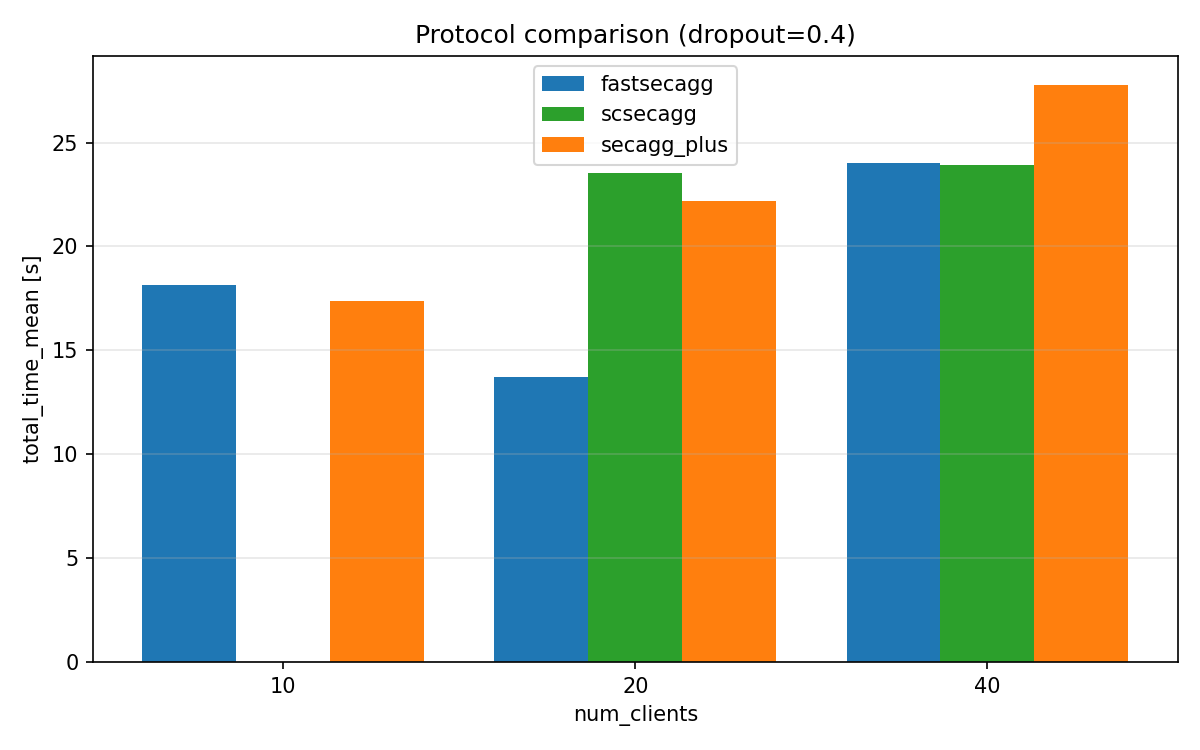 Protocol comparison (dropout=0.4)
fastsecagg
scsecagg
secagg_plus
total_time_mean [s]
25
20
15
10
5
0
10 20 40
num_clients